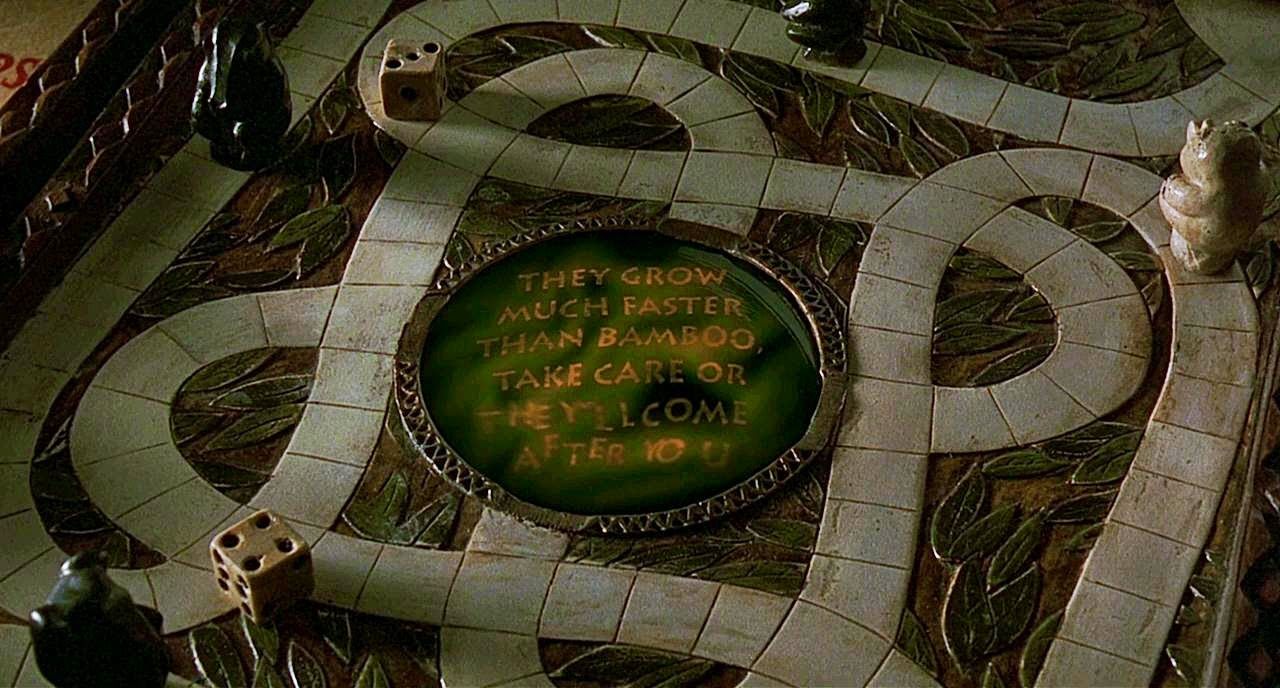 THEY GROW
MUCH FASTER
THAN BAMBOO,
TAKE CARE OR
THEY'LL COME
AFTER YOU